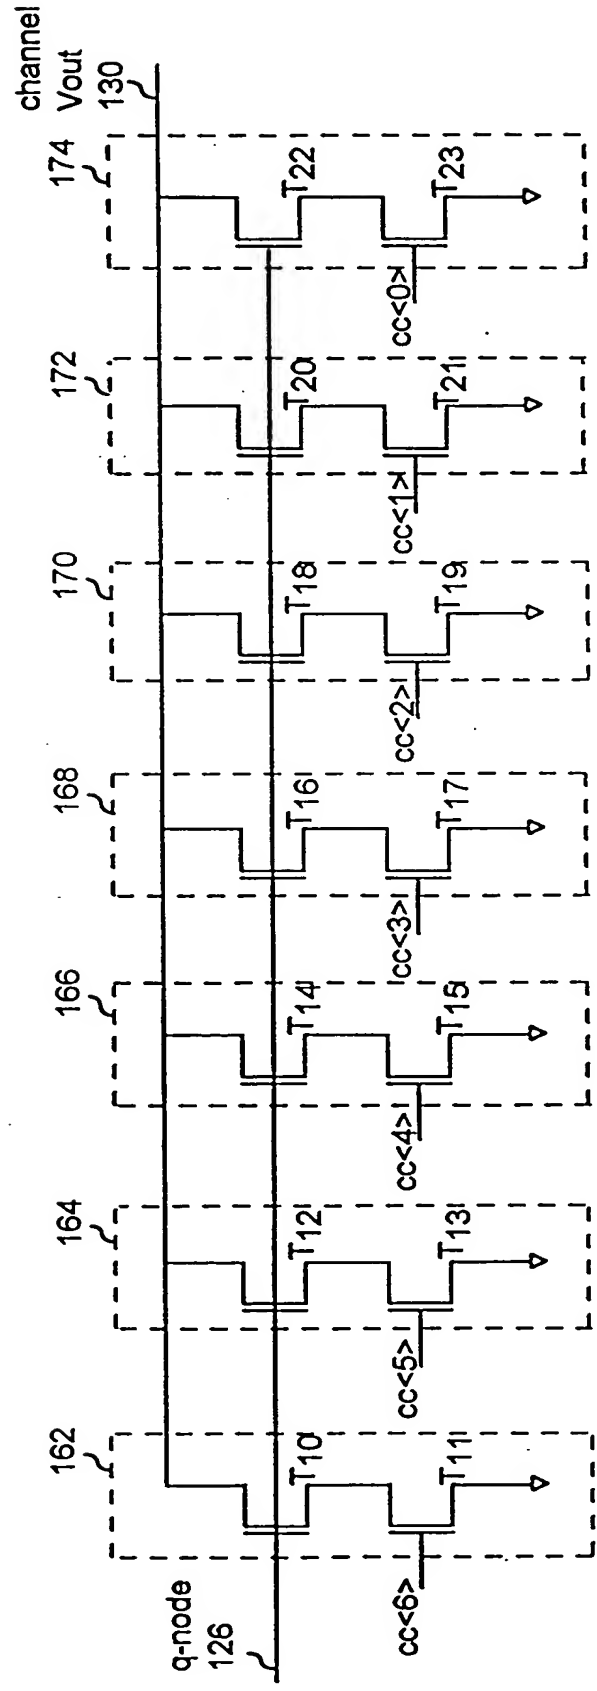 channel
Vout
130
174
T22
T23
cc<0>
172
T20
T21
cc<1>
170
T18
T19
cc<2>
168
T16
T17
cc<3>
166
T14
T15
cc<4>
164
T12
T13
cc<5>
162
T10
T11
cc<6>
q-node
126